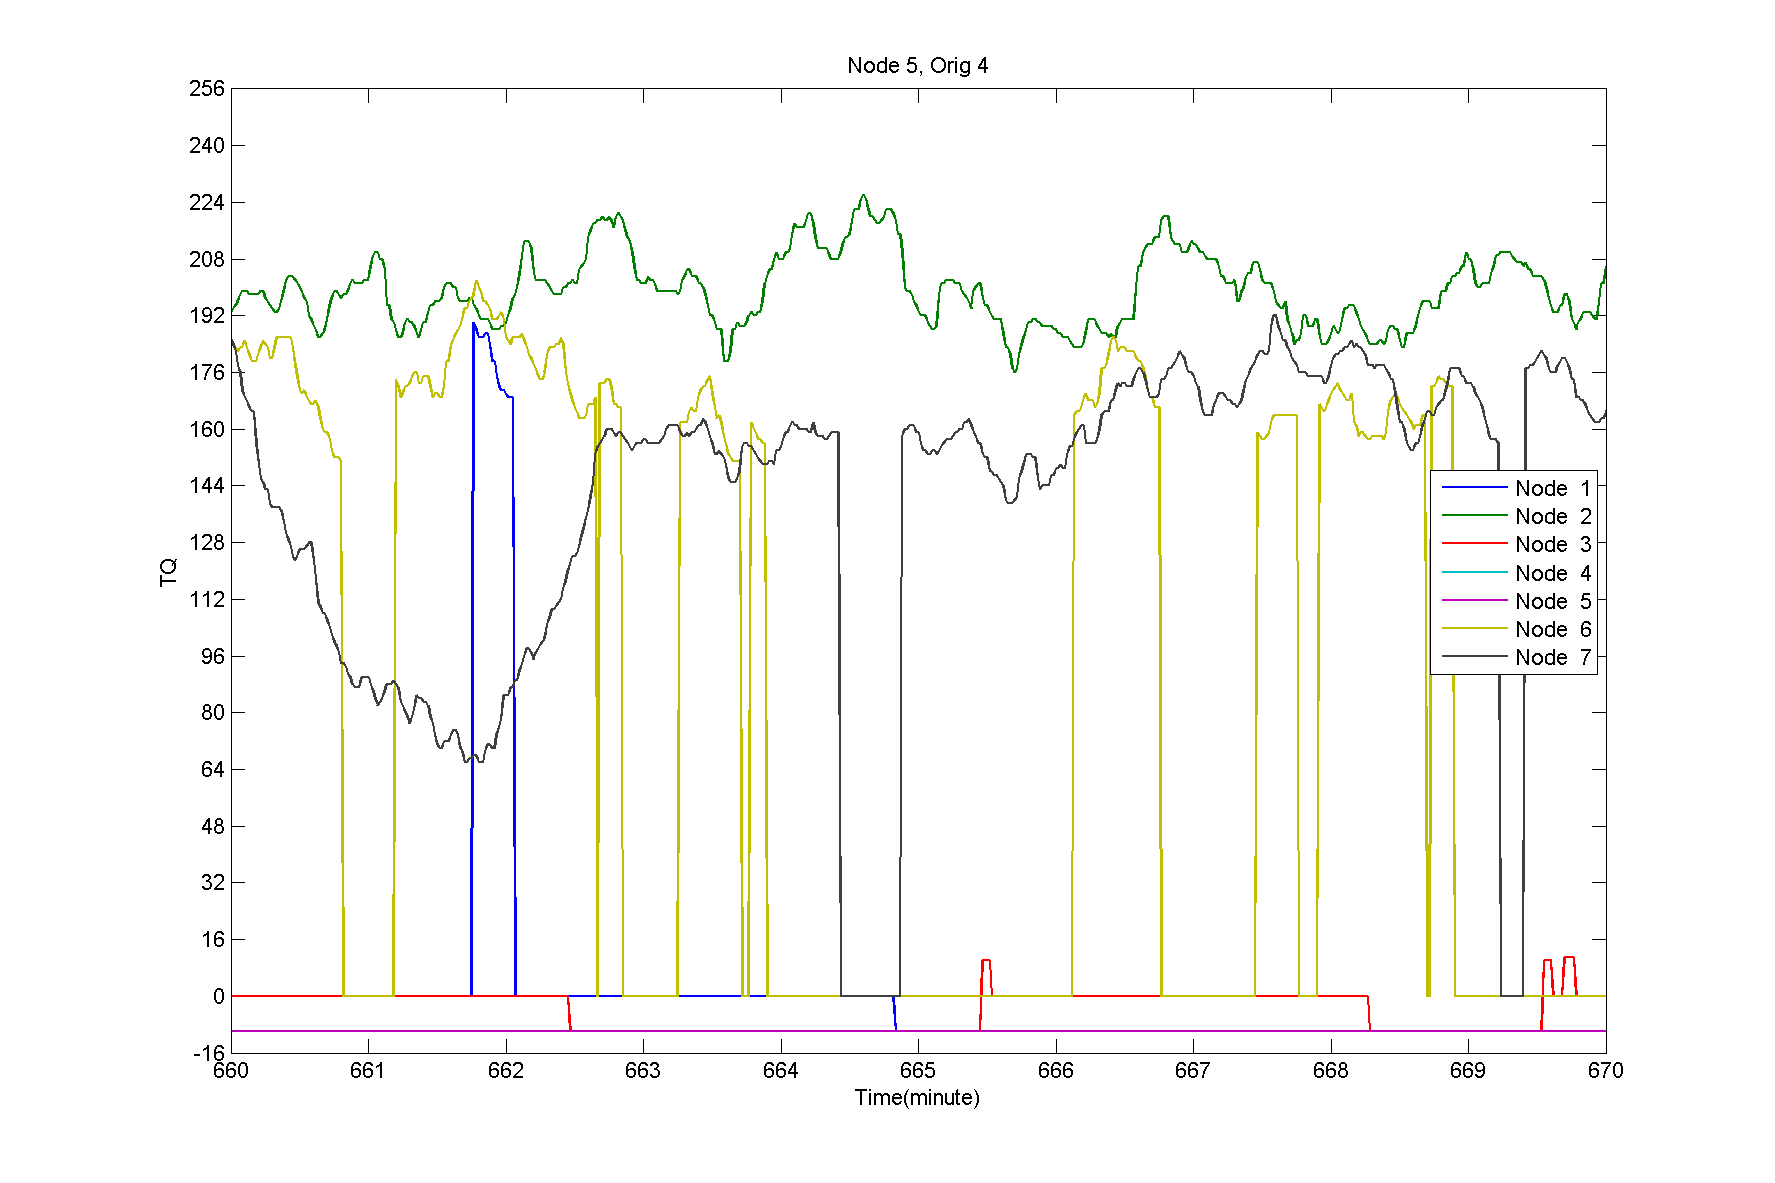 Node 5, Orig 4
256
240
224
208
192
176
160
144
128
112
96
80
64
48
32
16
0
-16
TQ
Node 1
Node 2
Node 3
Node 4
Node 5
Node 6
Node 7
660 661 662 663 664 665 666 667 668 669 670
Time(minute)